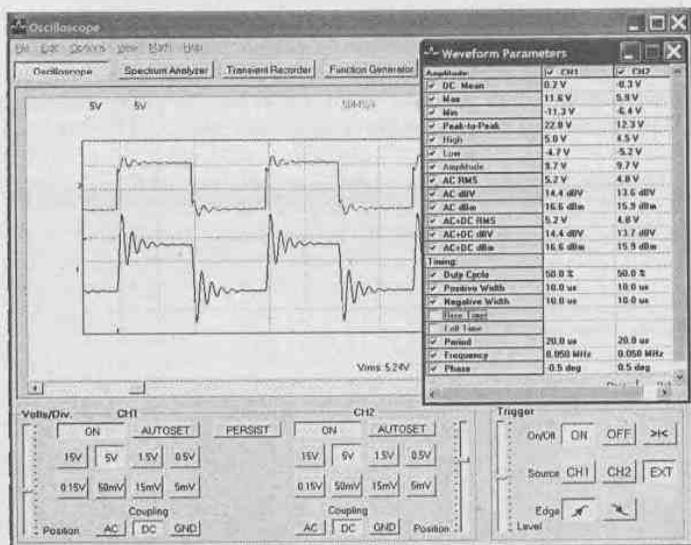 Oscilloscope
File Edit Options View Math Help
Oscilloscope Spectrum Analyzer Transient Recorder Function Generator
5V 5V 50MS/s
2
1
Vrms: 5.24V
Waveform Parameters
Amplitude: CH1 CH2
DC Mean 0.2 V -0.3 V
Max 11.6 V 5.9 V
Min -11.3 V -6.4 V
Peak-to-Peak 22.8 V 12.3 V
High 5.0 V 4.5 V
Low -4.7 V -5.2 V
Amplitude 9.7 V 9.7 V
AC RMS 5.2 V 4.8 V
AC dBV 14.4 dBV 13.6 dBV
AC dBm 16.6 dBm 15.9 dBm
AC+DC RMS 5.2 V 4.8 V
AC+DC dBV 14.4 dBV 13.7 dBV
AC+DC dBm 16.6 dBm 15.9 dBm
Timing:
Duty Cycle 50.0 % 50.0 %
Positive Width 10.0 us 10.0 us
Negative Width 10.0 us 10.0 us
Rise Time
Fall Time
Period 20.0 us 20.0 us
Frequency 0.050 MHz 0.050 MHz
Phase -0.5 deg 0.5 deg
Volts/Div. CH1 CH2
ON AUTOSET PERSIST ON AUTOSET
15V 5V 1.5V 0.5V 15V 5V 1.5V 0.5V
0.15V 50mV 15mV 5mV 0.15V 50mV 15mV 5mV
Coupling Coupling
Position AC DC GND AC DC GND Position
Trigger
On/Off ON OFF >|<
Source CH1 CH2 EXT
Edge
Level